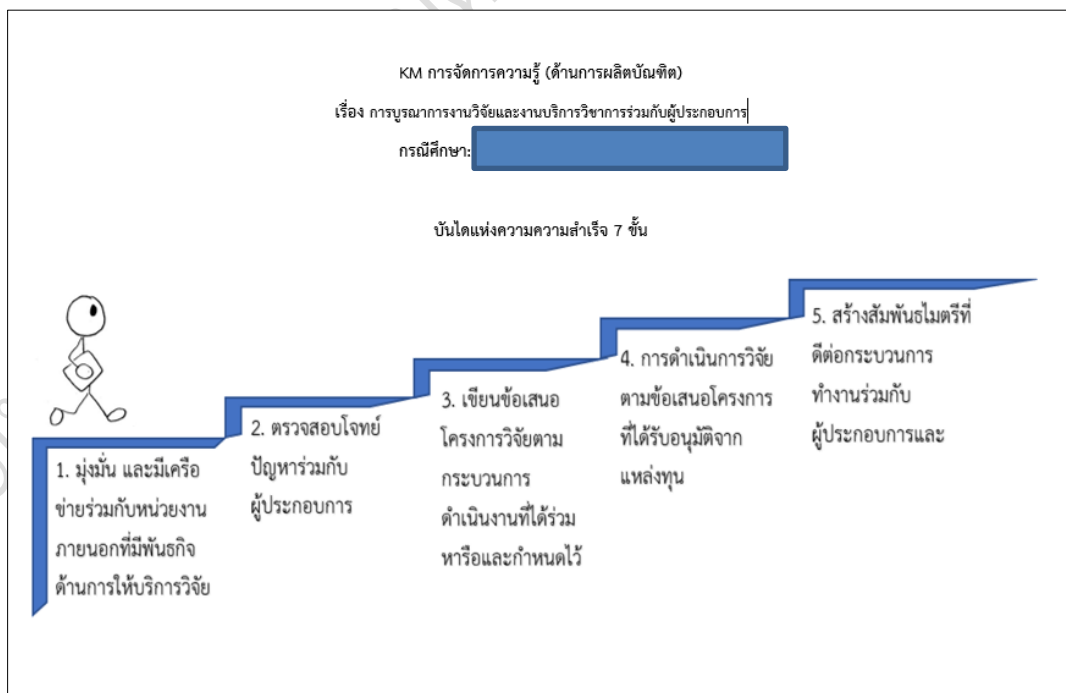 KM การจัดการความรู้ (ด้านการผลิตบัณฑิต)
เรื่อง การบูรณาการงานวิจัยและงานบริการวิชาการร่วมกับผู้ประกอบการ
กรณีศึกษา:
บันไดแห่งความความสำเร็จ 7 ขั้น
1. มุ่งมั่น และมีเครือ
ข่ายร่วมกับหน่วยงาน
ภายนอกที่มีพันธกิจ
ด้านการให้บริการวิจัย
2. ตรวจสอบโจทย์
ปัญหาร่วมกับ
ผู้ประกอบการ
3. เขียนข้อเสนอ
โครงการวิจัยตาม
กระบวนการ
ดำเนินงานที่ได้ร่วม
หารือและกำหนดไว้
4. การดำเนินการวิจัย
ตามข้อเสนอโครงการ
ที่ได้รับอนุมัติจาก
แหล่งทุน
5. สร้างสัมพันธไมตรีที่
ดีต่อกระบวนการ
ทำงานร่วมกับ
ผู้ประกอบการและ